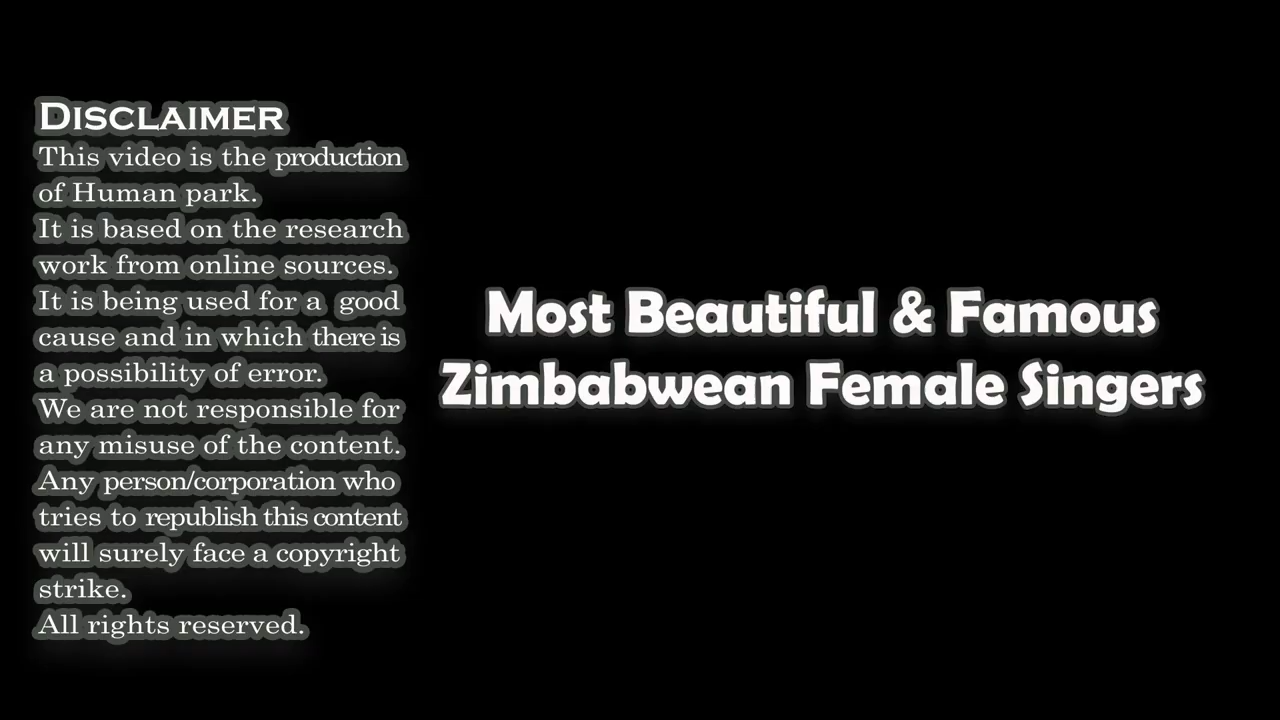 DISCLAIMER
This video is the production
of Human park.
It is based on the research
work from online sources.
It is being used for a good
cause and in which there is
a possibility of error.
We are not responsible for
any misuse of the content.
Any person/corporation who
tries to republish this content
will surely face a copyright
strike.
All rights reserved.
Most Beautiful & Famous
Zimbabwean Female Singers